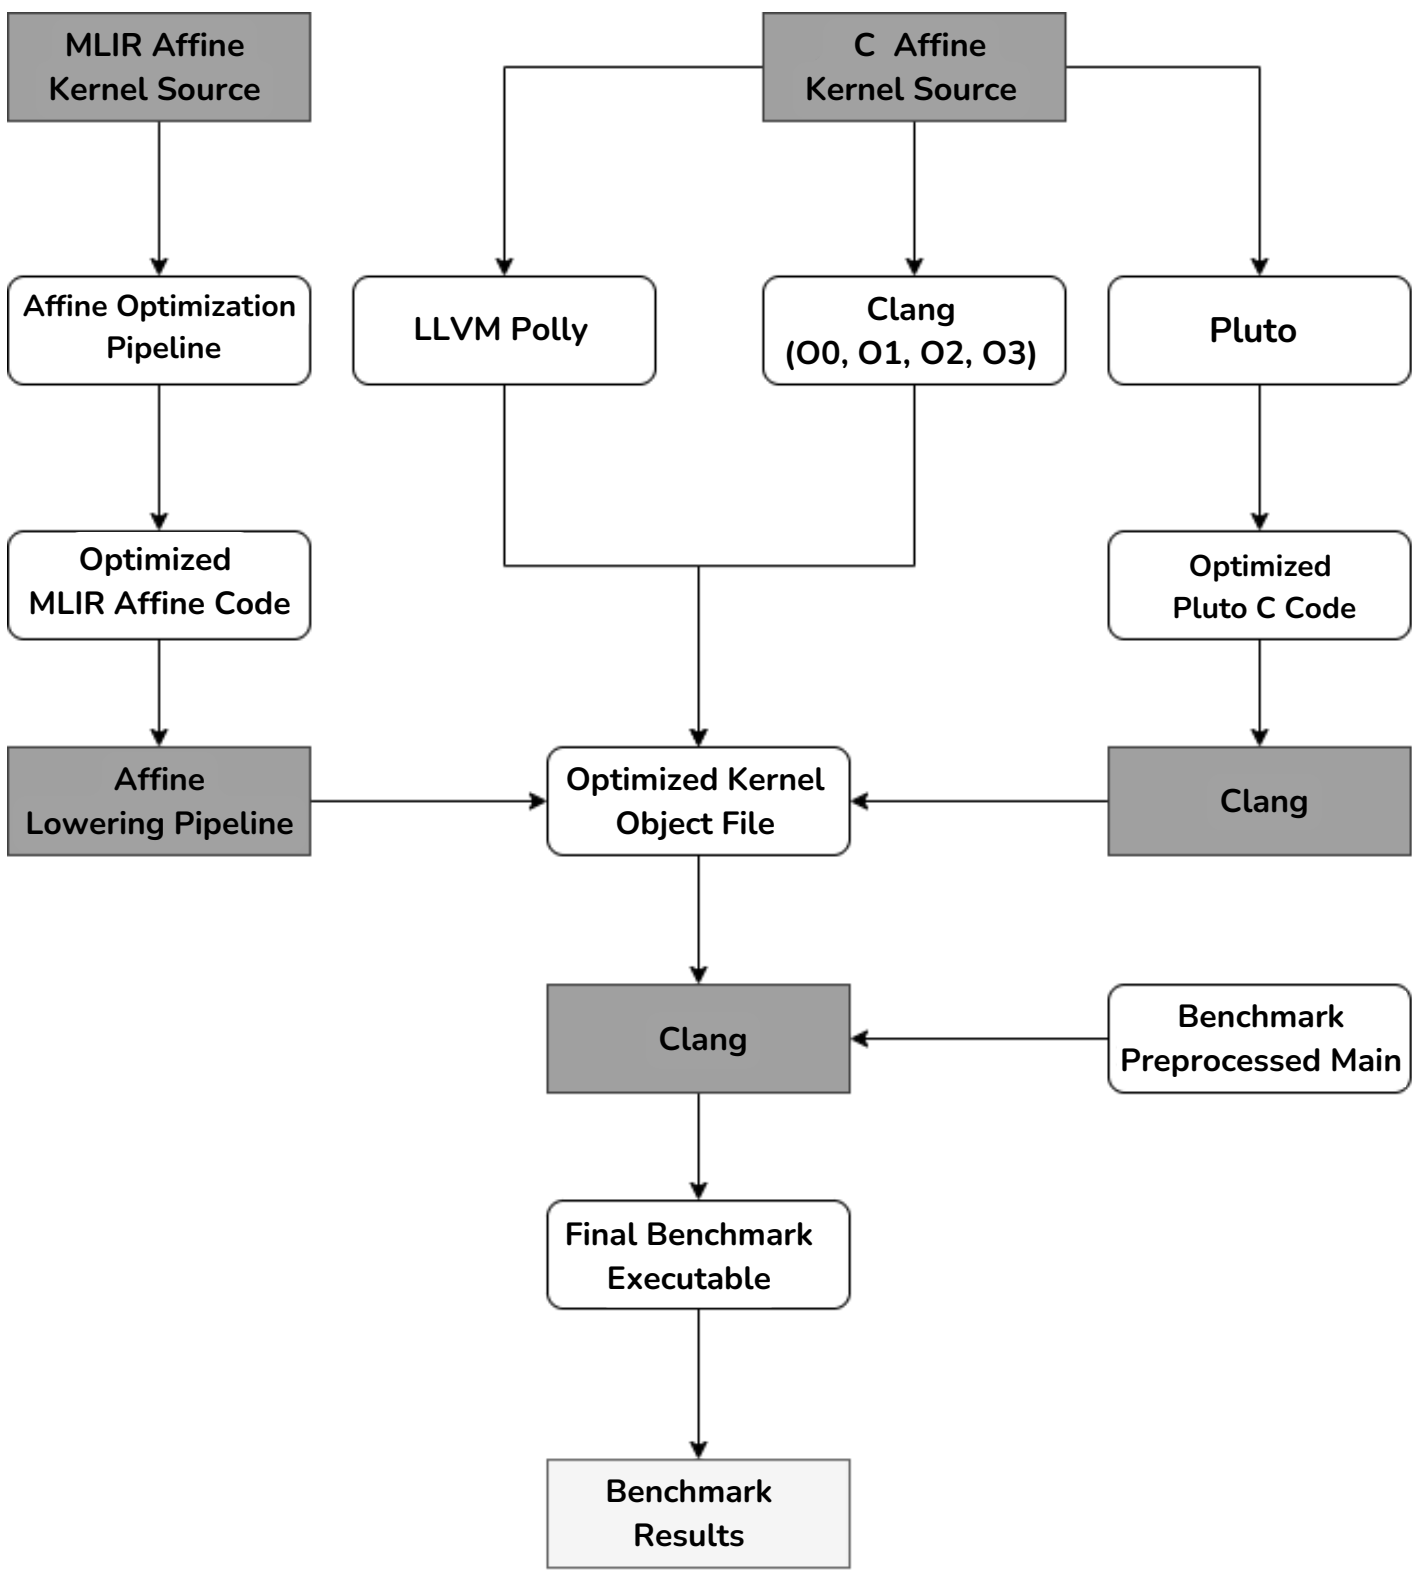 MLIR Affine
Kernel Source
C Affine
Kernel Source
Affine Optimization
Pipeline
LLVM Polly
Clang
(O0, O1, O2, O3)
Pluto
Optimized
MLIR Affine Code
Optimized
Pluto C Code
Affine
Lowering Pipeline
Optimized Kernel
Object File
Clang
Clang
Benchmark
Preprocessed Main
Final Benchmark
Executable
Benchmark
Results